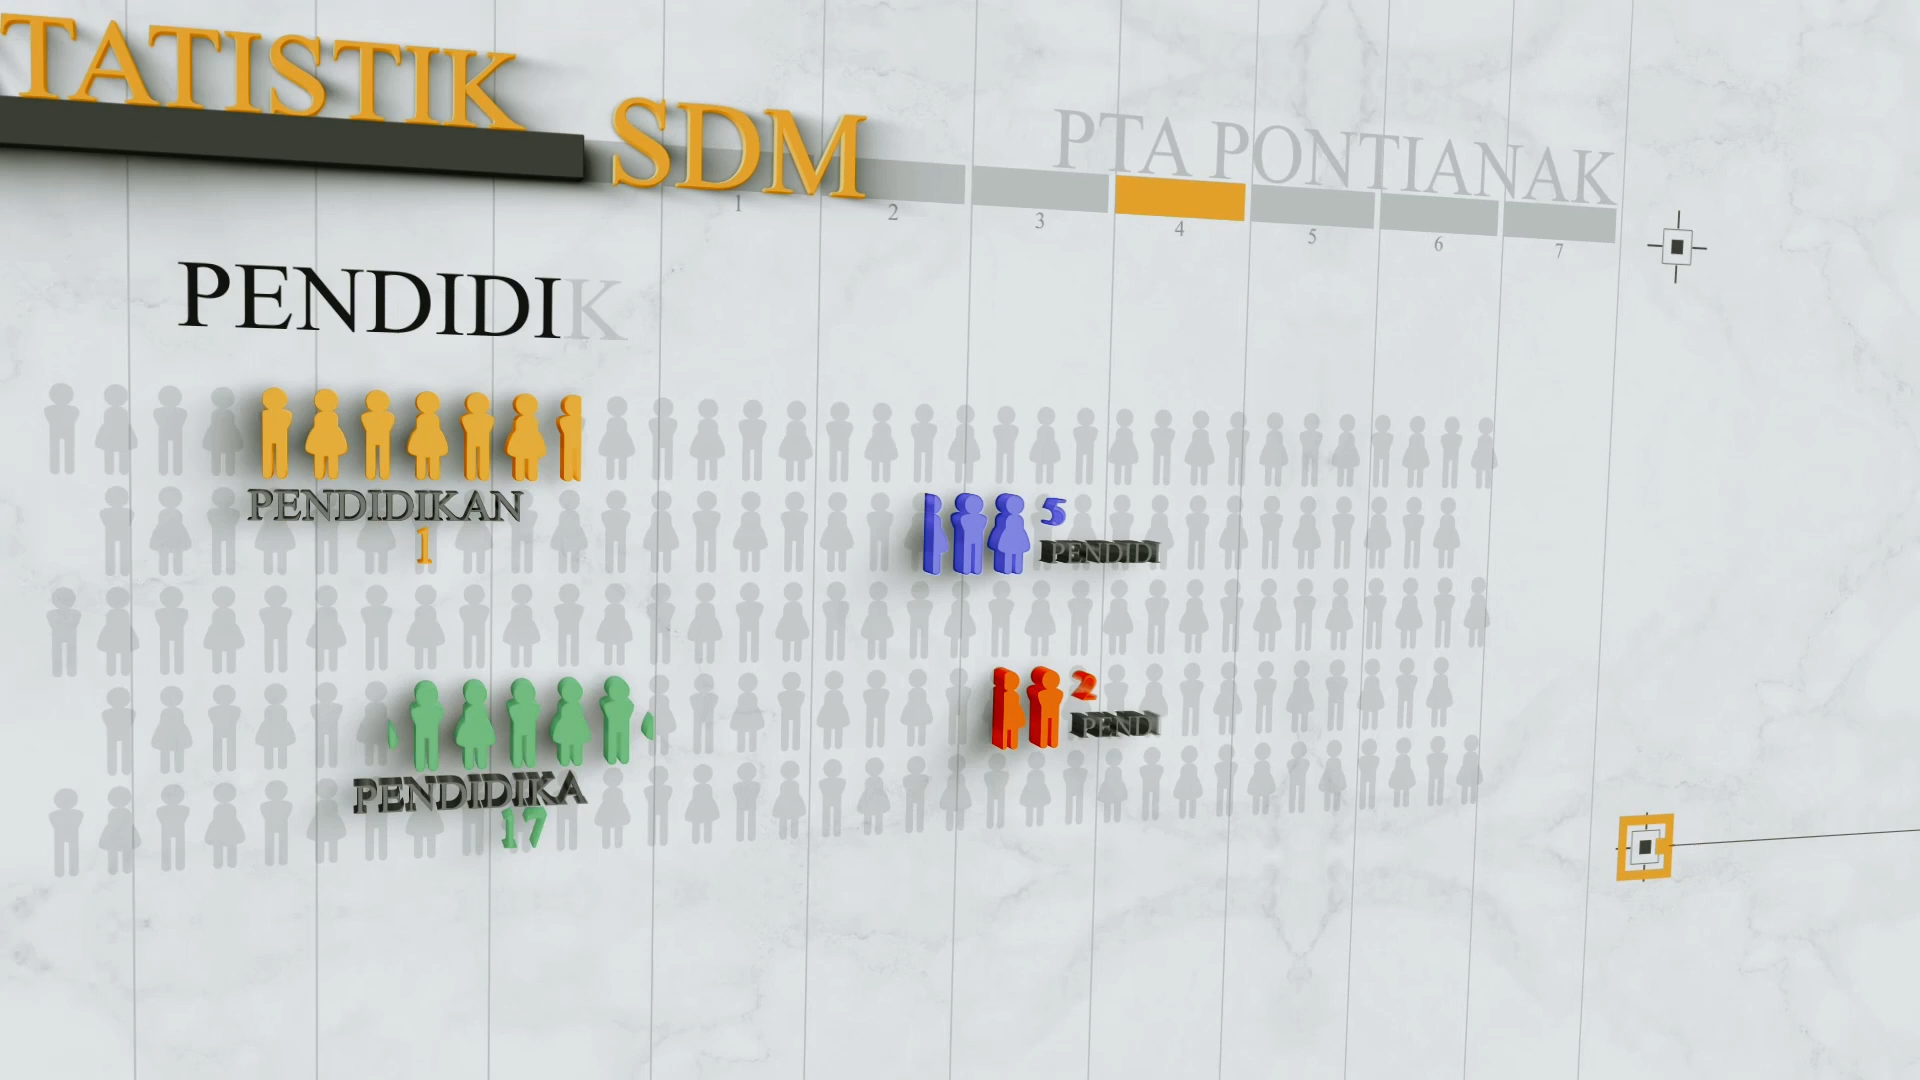 TATISTIK
SDM
PTA PONTIANAK
1
2
3
4
5
6
7
PENDIDIK
PENDIDIKAN
1
5
PENDIDI
2
PENDI
PENDIDIKA
17